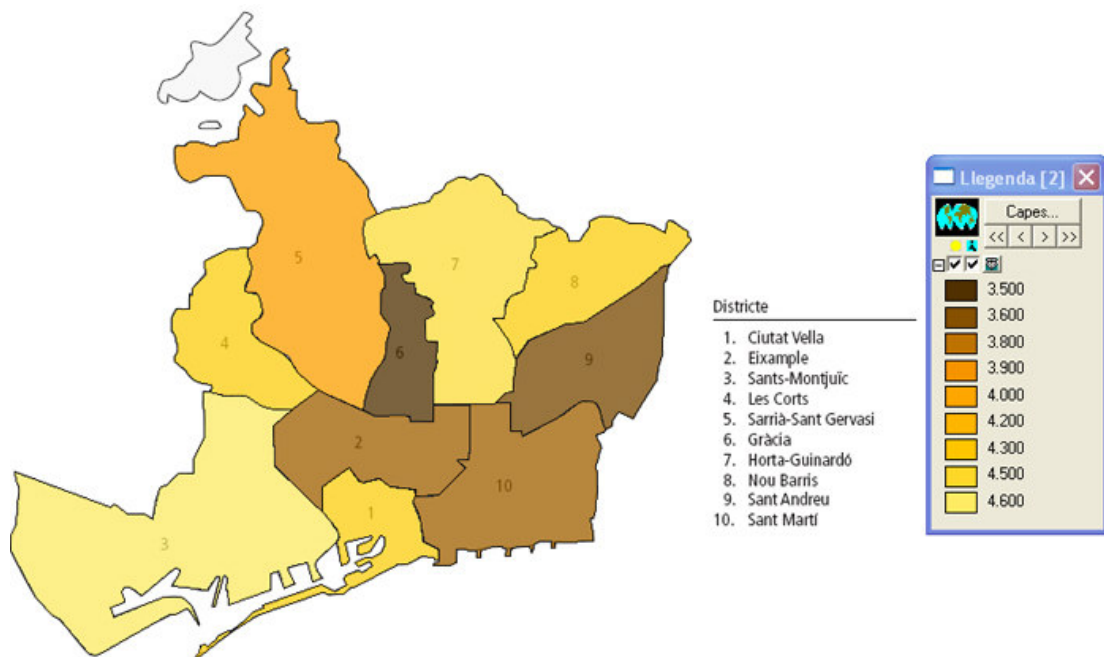 Llegenda [2]
Capes...
<< < > >>
3.500
3.600
3.800
3.900
4.000
4.200
4.300
4.500
4.600
Districte
1. Ciutat Vella
2. Eixample
3. Sants-Montjuïc
4. Les Corts
5. Sarrià-Sant Gervasi
6. Gràcia
7. Horta-Guinardó
8. Nou Barris
9. Sant Andreu
10. Sant Martí
5
7
8
4
6
9
2
10
1
3